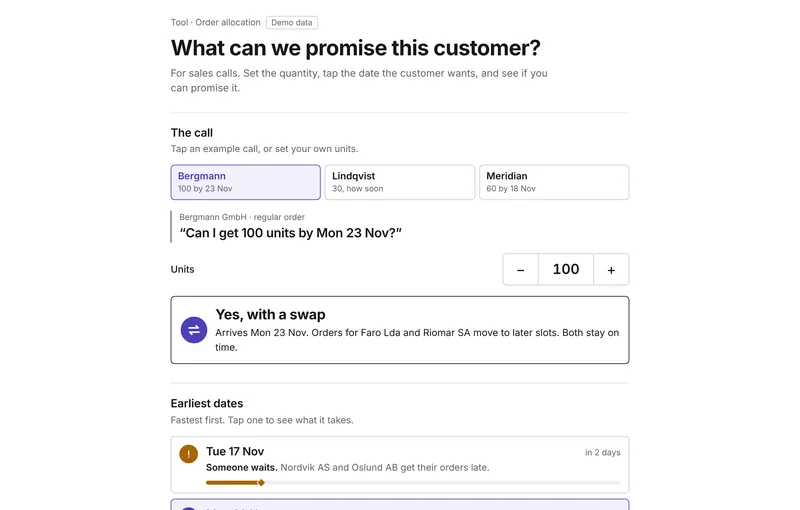 Tool · Order allocation Demo data
What can we promise this customer?
For sales calls. Set the quantity, tap the date the customer wants, and see if you
can promise it.
The call
Tap an example call, or set your own units.
Bergmann
100 by 23 Nov
Lindqvist
30, how soon
Meridian
60 by 18 Nov
Bergmann GmbH · regular order
“Can I get 100 units by Mon 23 Nov?”
Units − 100 +
Yes, with a swap
Arrives Mon 23 Nov. Orders for Faro Lda and Riomar SA move to later slots. Both stay on
time.
Earliest dates
Fastest first. Tap one to see what it takes.
! Tue 17 Nov in 2 days
Someone waits. Nordvik AS and Oslund AB get their orders late.